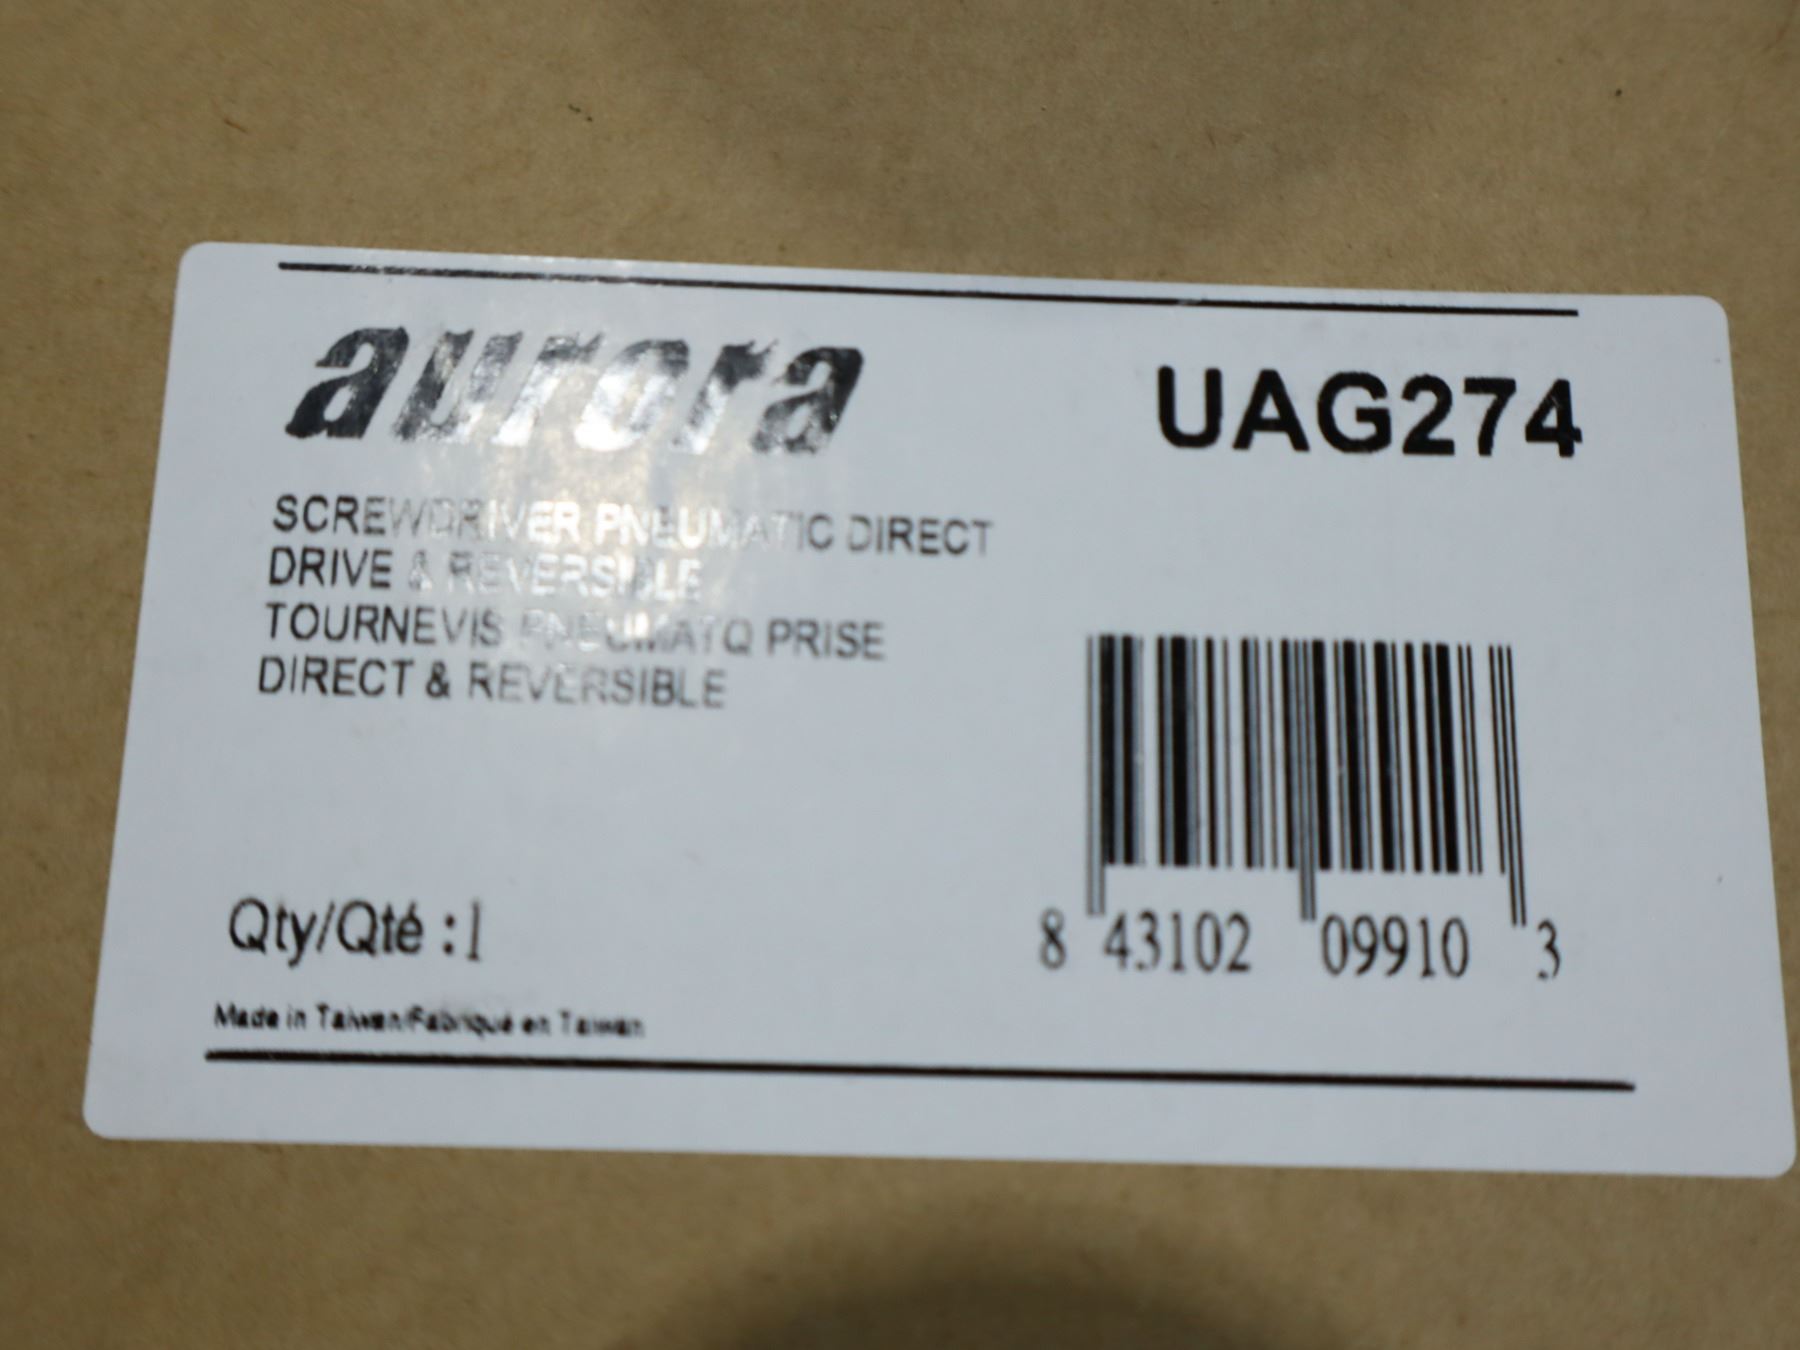 aurora
UAG274
SCREWDRIVER PNEUMATIC DIRECT
DRIVE & REVERSIBLE
TOURNEVIS PNEUMATQ PRISE
DIRECT & REVERSIBLE
Qty/Qté : 1
8 43102 09910 3
Made in Taiwan/Fabriqué en Taiwan